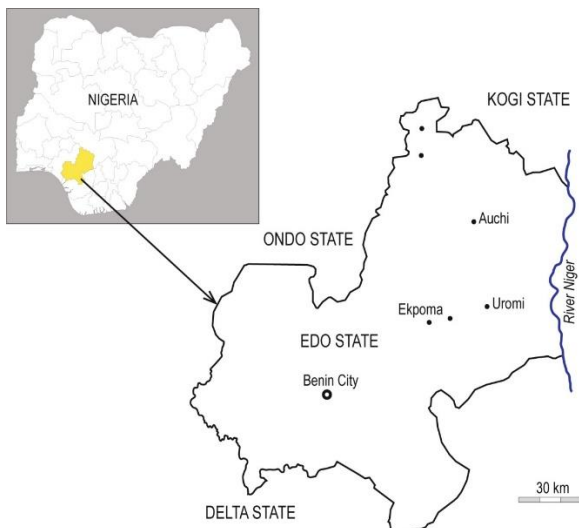 NIGERIA
KOGI STATE
Auchi
ONDO STATE
River Niger
Ekpoma
Uromi
EDO STATE
Benin City
30 km
DELTA STATE